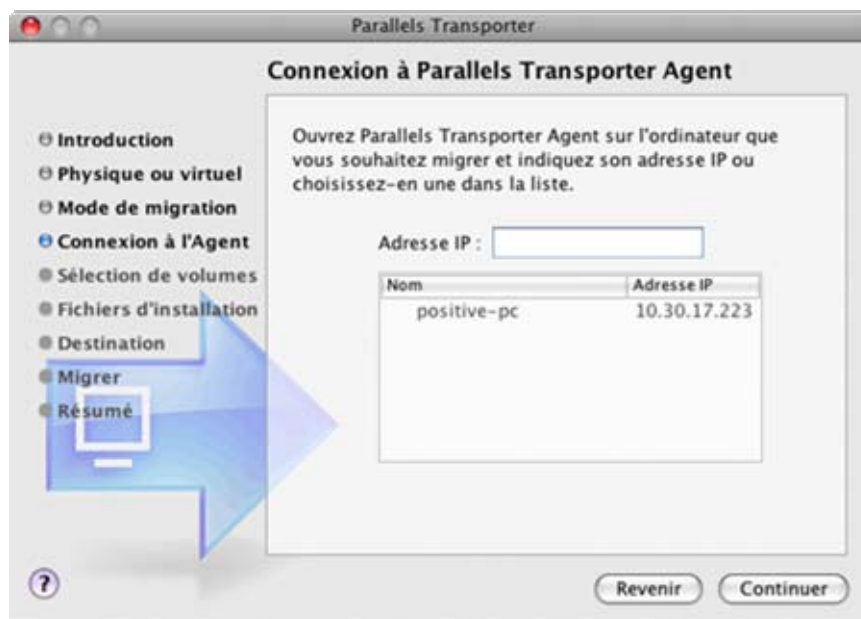 Parallels Transporter
Connexion à Parallels Transporter Agent
Introduction
Physique ou virtuel
Mode de migration
Connexion à l'Agent
Sélection de volumes
Fichiers d'installation
Destination
Migrer
Résumé
Ouvrez Parallels Transporter Agent sur l'ordinateur que
vous souhaitez migrer et indiquez son adresse IP ou
choisissez-en une dans la liste.
Adresse IP :
Nom Adresse IP
positive-pc 10.30.17.223
?
Revenir Continuer